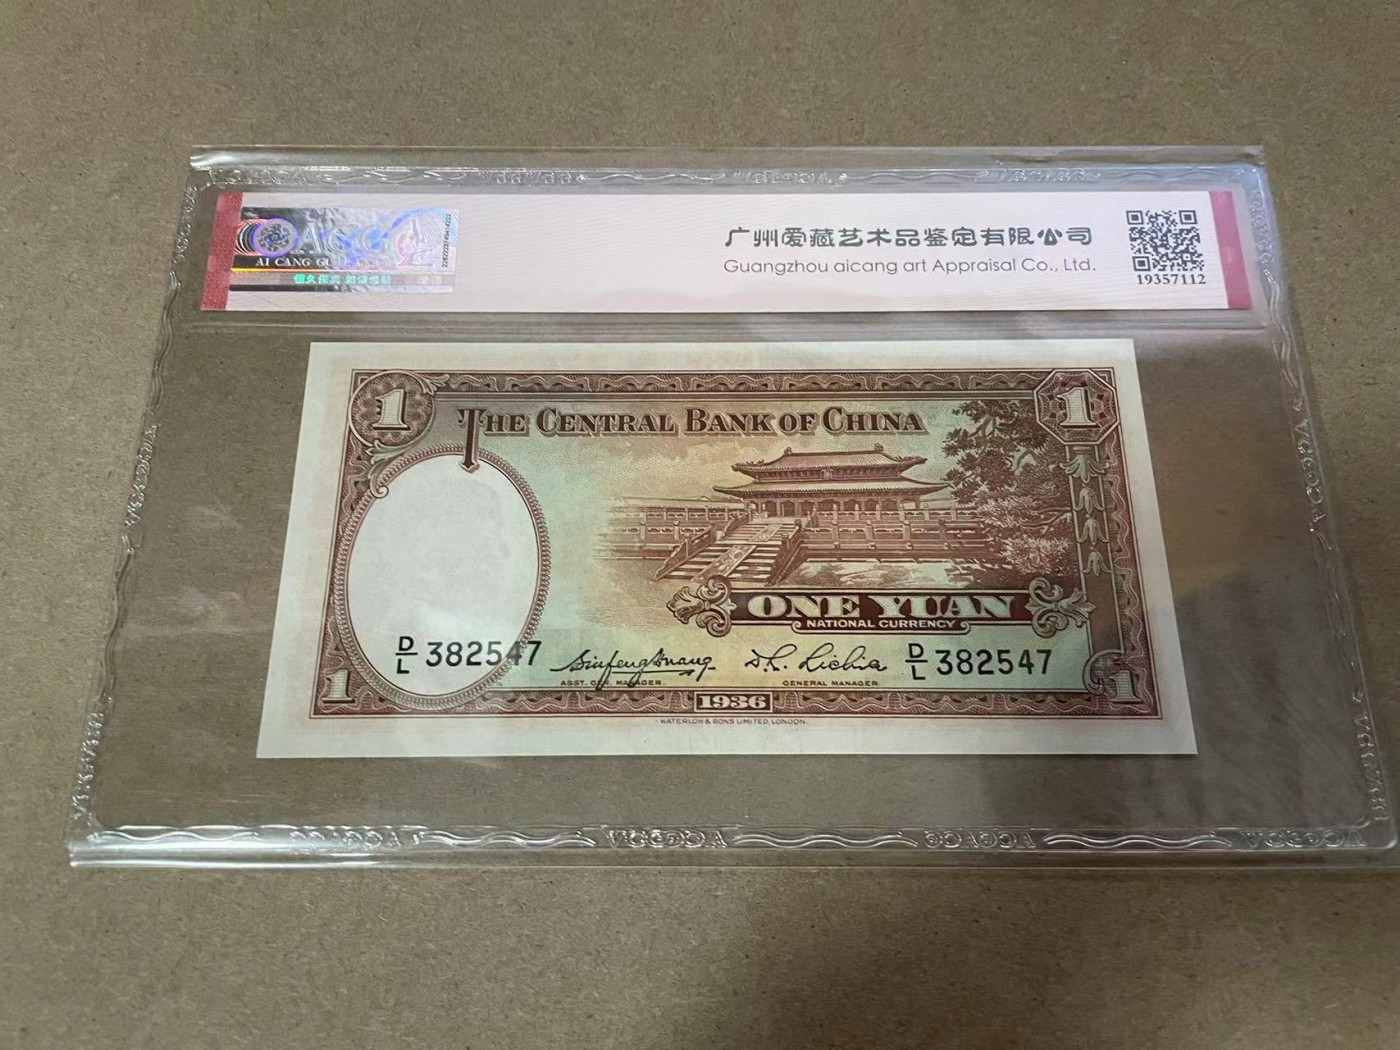 ACG
AI CANG GU
广州爱藏艺术品鉴定有限公司
Guangzhou aicang art Appraisal Co., Ltd.
19357112
1
THE CENTRAL BANK OF CHINA
1
ONE YUAN
NATIONAL CURRENCY
D/L 382547
D/L 382547
ASST. GEN. MANAGER.
GENERAL MANAGER.
1
1936
1
WATERLOW & SONS LIMITED, LONDON.